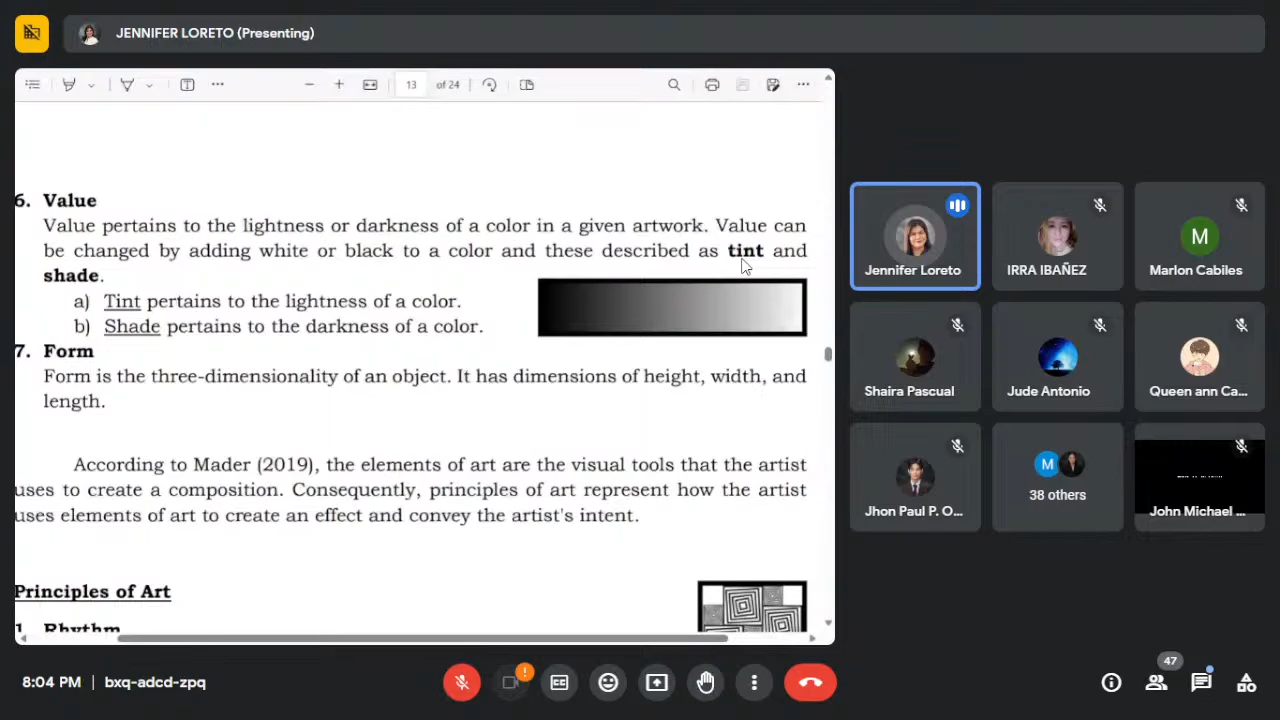 JENNIFER LORETO (Presenting)
13 of 24
6. Value
Value pertains to the lightness or darkness of a color in a given artwork. Value can
be changed by adding white or black to a color and these described as tint and
shade.
a) Tint pertains to the lightness of a color.
b) Shade pertains to the darkness of a color.
7. Form
Form is the three-dimensionality of an object. It has dimensions of height, width, and
length.
According to Mader (2019), the elements of art are the visual tools that the artist
uses to create a composition. Consequently, principles of art represent how the artist
uses elements of art to create an effect and convey the artist's intent.
Principles of Art
1. Rhythm
Jennifer Loreto
IRRA IBAÑEZ
M
Marlon Cabiles
Shaira Pascual
Jude Antonio
Queen ann Ca...
Jhon Paul P. O...
M
38 others
John Michael ...
8:04 PM | bxq-adcd-zpq
47